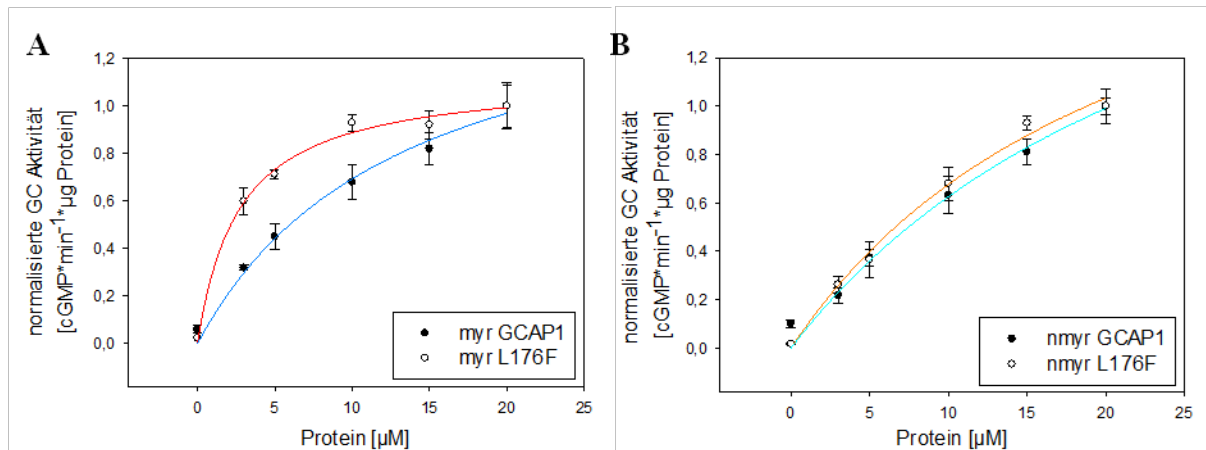 A
normalisierte GC Aktivität
[cGMP*min⁻¹*µg Protein]
1,2
1,0
0,8
0,6
0,4
0,2
0,0
0 5 10 15 20 25
Protein [µM]
myr GCAP1
myr L176F
B
normalisierte GC Aktivität
[cGMP*min⁻¹*µg Protein]
1,2
1,0
0,8
0,6
0,4
0,2
0,0
0 5 10 15 20 25
Protein [µM]
nmyr GCAP1
nmyr L176F